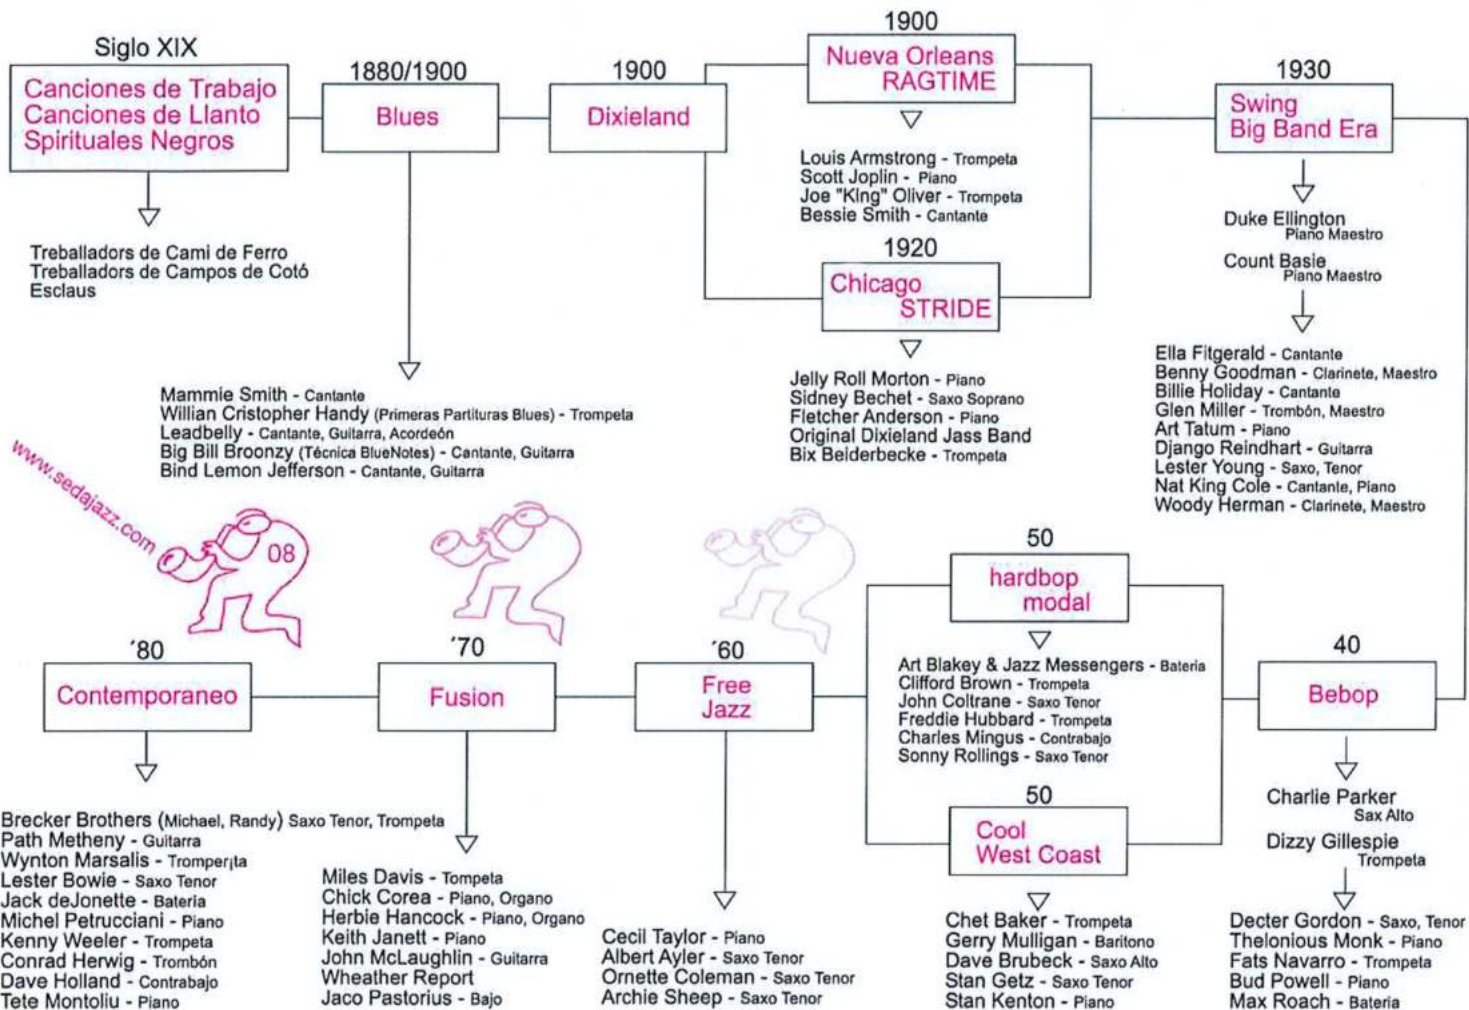 Siglo XIX
Canciones de Trabajo
Canciones de Llanto
Spirituales Negros
Treballadors de Cami de Ferro
Treballadors de Campos de Cotó
Esclaus
1880/1900
Blues
Mammie Smith - Cantante
Willian Cristopher Handy (Primeras Partituras Blues) - Trompeta
Leadbelly - Cantante, Guitarra, Acordeón
Big Bill Broonzy (Técnica BlueNotes) - Cantante, Guitarra
Bind Lemon Jefferson - Cantante, Guitarra
1900
Dixieland
1900
Nueva Orleans
RAGTIME
Louis Armstrong - Trompeta
Scott Joplin - Piano
Joe "King" Oliver - Trompeta
Bessie Smith - Cantante
1920
Chicago
STRIDE
Jelly Roll Morton - Piano
Sidney Bechet - Saxo Soprano
Fletcher Anderson - Piano
Original Dixieland Jass Band
Bix Beiderbecke - Trompeta
1930
Swing
Big Band Era
Duke Ellington
Piano Maestro
Count Basie
Piano Maestro
Ella Fitgerald - Cantante
Benny Goodman - Clarinete, Maestro
Billie Holiday - Cantante
Glen Miller - Trombón, Maestro
Art Tatum - Piano
Django Reindhart - Guitarra
Lester Young - Saxo, Tenor
Nat King Cole - Cantante, Piano
Woody Herman - Clarinete, Maestro
40
Bebop
Charlie Parker
Sax Alto
Dizzy Gillespie
Trompeta
Decter Gordon - Saxo, Tenor
Thelonious Monk - Piano
Fats Navarro - Trompeta
Bud Powell - Piano
Max Roach - Bateria
50
hardbop
modal
Art Blakey & Jazz Messengers - Bateria
Clifford Brown - Trompeta
John Coltrane - Saxo Tenor
Freddie Hubbard - Trompeta
Charles Mingus - Contrabajo
Sonny Rollings - Saxo Tenor
50
Cool
West Coast
Chet Baker - Trompeta
Gerry Mulligan - Baritono
Dave Brubeck - Saxo Alto
Stan Getz - Saxo Tenor
Stan Kenton - Piano
´60
Free
Jazz
Cecil Taylor - Piano
Albert Ayler - Saxo Tenor
Ornette Coleman - Saxo Tenor
Archie Sheep - Saxo Tenor
´70
Fusion
Miles Davis - Tompeta
Chick Corea - Piano, Organo
Herbie Hancock - Piano, Organo
Keith Janett - Piano
John McLaughlin - Guitarra
Wheather Report
Jaco Pastorius - Bajo
´80
Contemporaneo
Brecker Brothers (Michael, Randy) Saxo Tenor, Trompeta
Path Metheny - Guitarra
Wynton Marsalis - Tromper¡ta
Lester Bowie - Saxo Tenor
Jack deJonette - Bateria
Michel Petrucciani - Piano
Kenny Weeler - Trompeta
Conrad Herwig - Trombón
Dave Holland - Contrabajo
Tete Montoliu - Piano
www.sedajazz.com
08